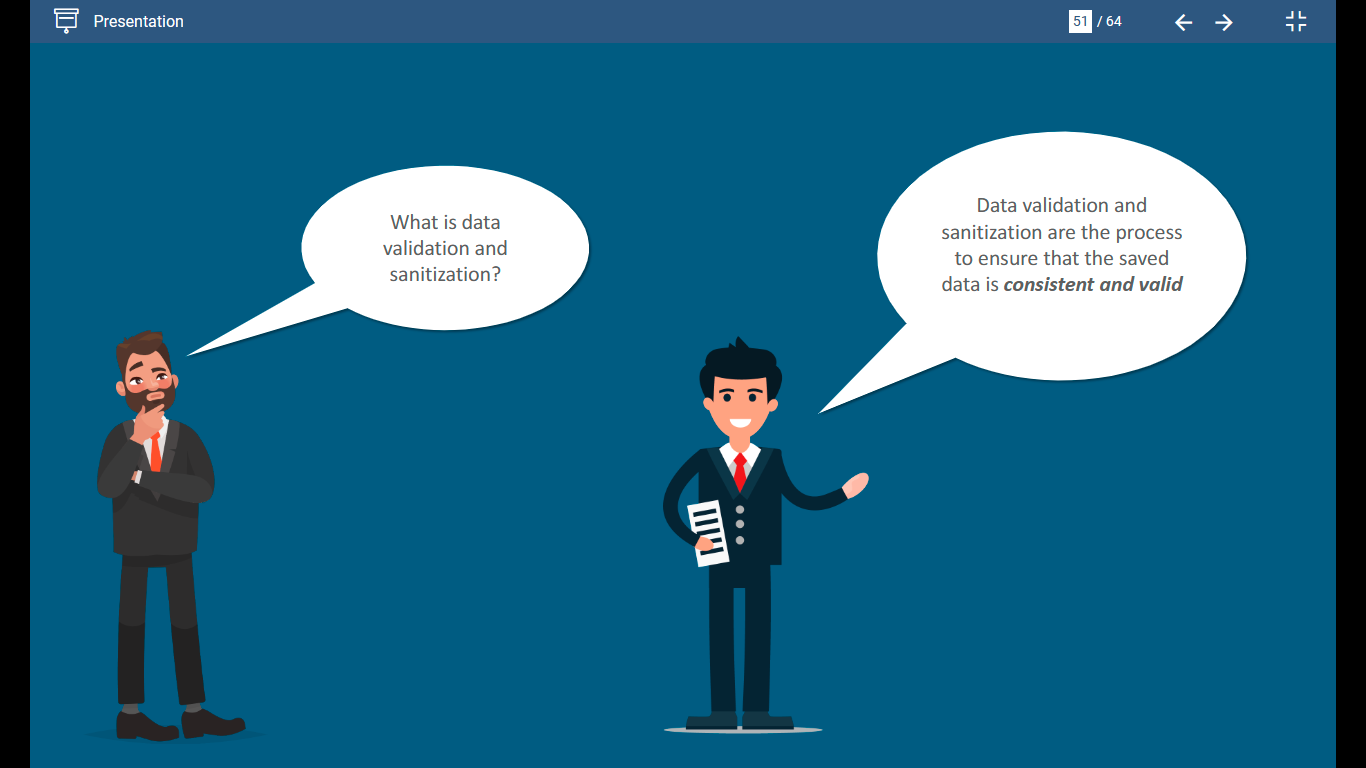 Presentation
51 / 64
What is data
validation and
sanitization?
Data validation and
sanitization are the process
to ensure that the saved
data is consistent and valid